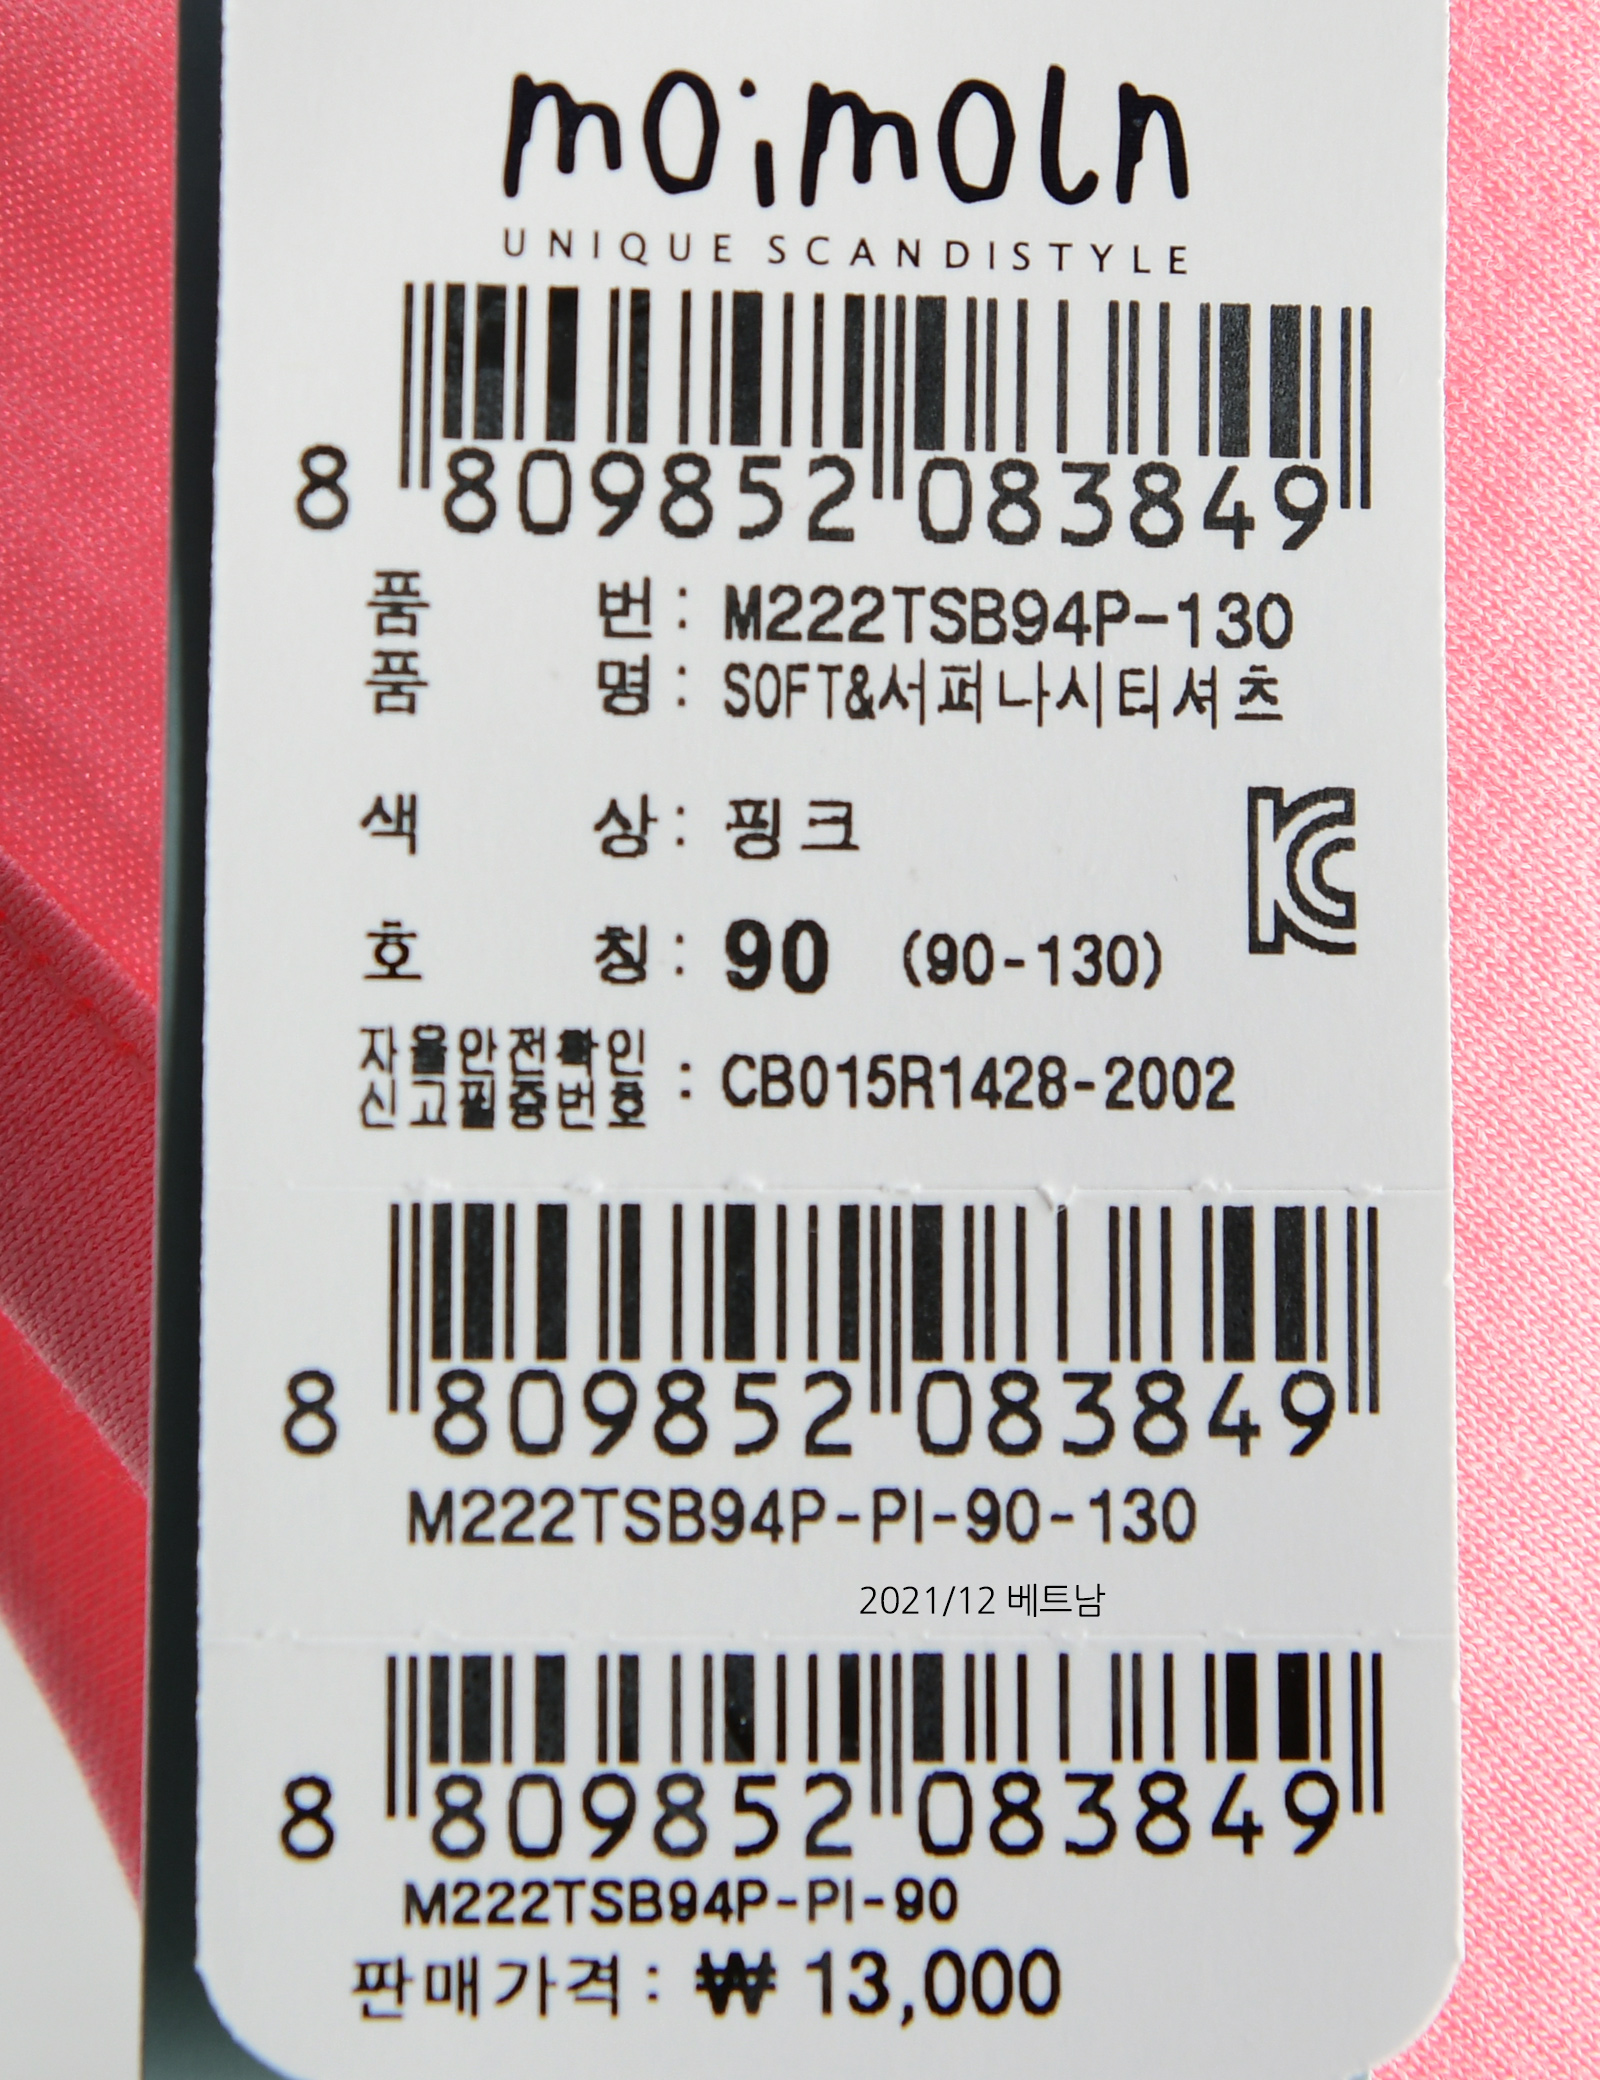 moimoln
UNIQUE SCANDISTYLE
8 809852 083849
품 번 : M222TSB94P-130
품 명 : SOFT&서퍼나시티셔츠
색 상 : 핑크
호 칭 : 90 (90-130)
자율안전확인
신고필증번호 : CB015R1428-2002
8 809852 083849
M222TSB94P-PI-90-130
2021/12 베트남
8 809852 083849
M222TSB94P-PI-90
판매가격 : ₩ 13,000